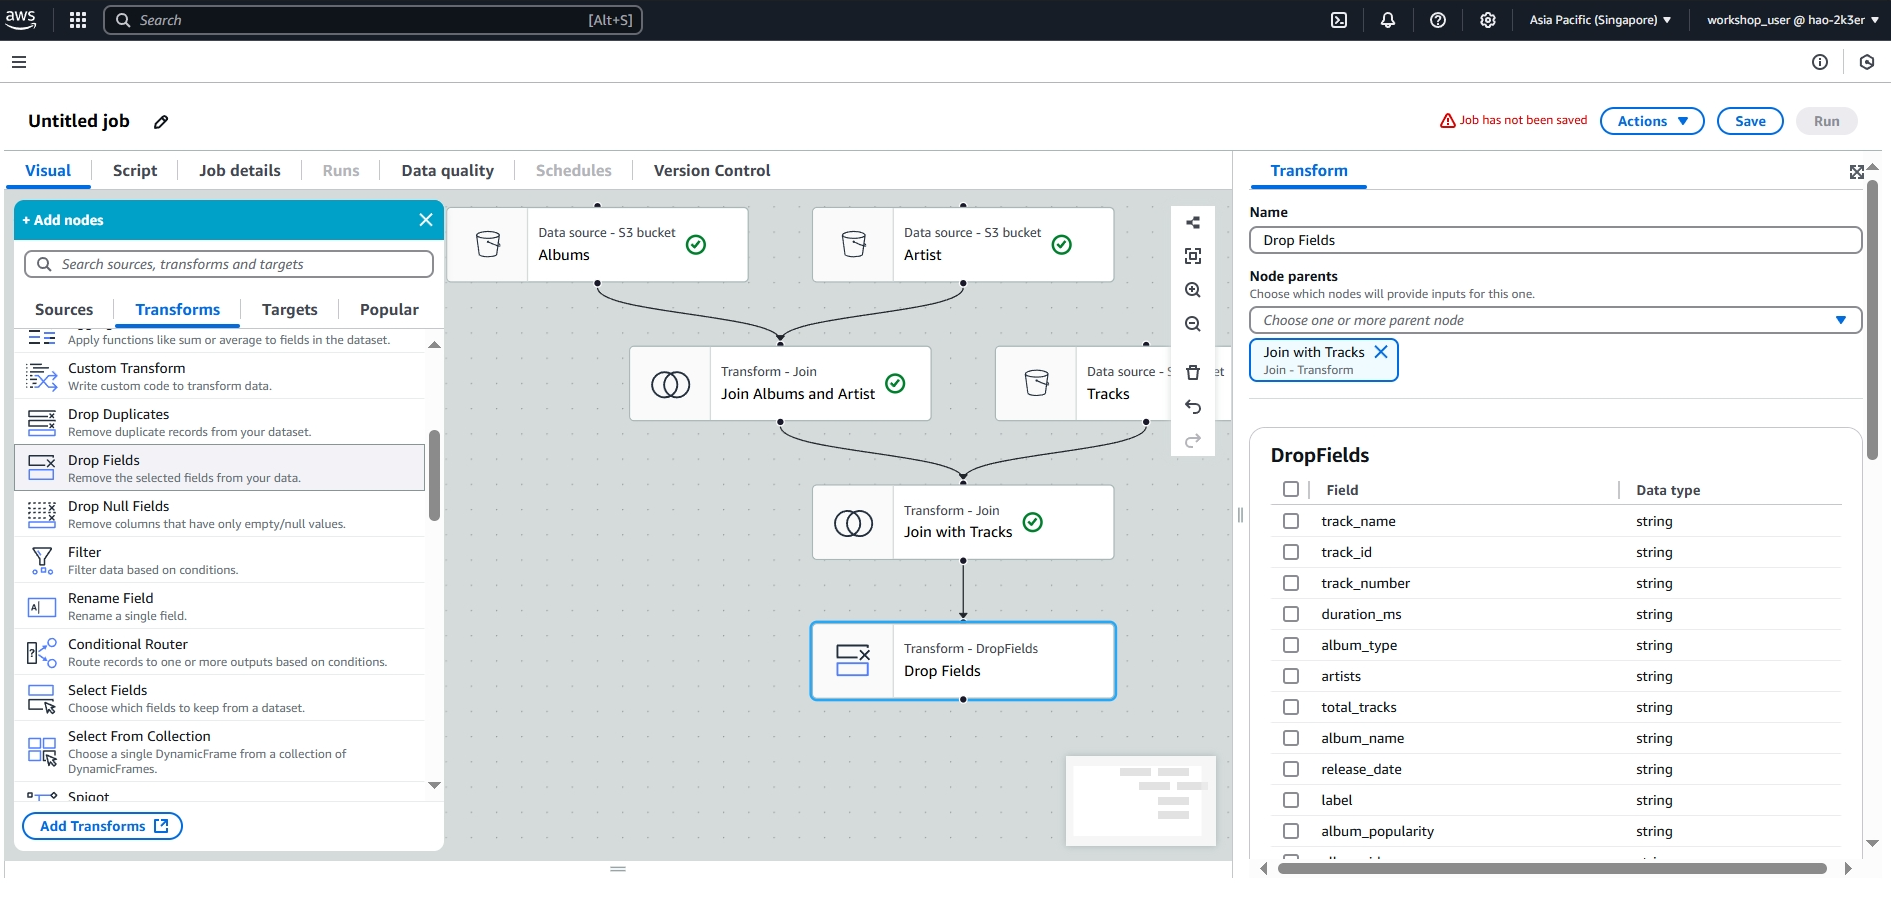 aws
Search [Alt+S]
Asia Pacific (Singapore) ▼
workshop_user @ hao-2k3er ▼
Untitled job
Job has not been saved
Actions ▼
Save
Run
Visual
Script
Job details
Runs
Data quality
Schedules
Version Control
+ Add nodes
Search sources, transforms and targets
Sources
Transforms
Targets
Popular
Apply functions like sum or average to fields in the dataset.
Custom Transform
Write custom code to transform data.
Drop Duplicates
Remove duplicate records from your dataset.
Drop Fields
Remove the selected fields from your data.
Drop Null Fields
Remove columns that have only empty/null values.
Filter
Filter data based on conditions.
Rename Field
Rename a single field.
Conditional Router
Route records to one or more outputs based on conditions.
Select Fields
Choose which fields to keep from a dataset.
Select From Collection
Choose a single DynamicFrame from a collection of
DynamicFrames.
Spigot
Add Transforms
Data source - S3 bucket
Albums
Data source - S3 bucket
Artist
Transform - Join
Join Albums and Artist
Data source -
Tracks
Transform - Join
Join with Tracks
Transform - DropFields
Drop Fields
Transform
Name
Drop Fields
Node parents
Choose which nodes will provide inputs for this one.
Choose one or more parent node
Join with Tracks
Join - Transform
DropFields
Field Data type
track_name string
track_id string
track_number string
duration_ms string
album_type string
artists string
total_tracks string
album_name string
release_date string
label string
album_popularity string